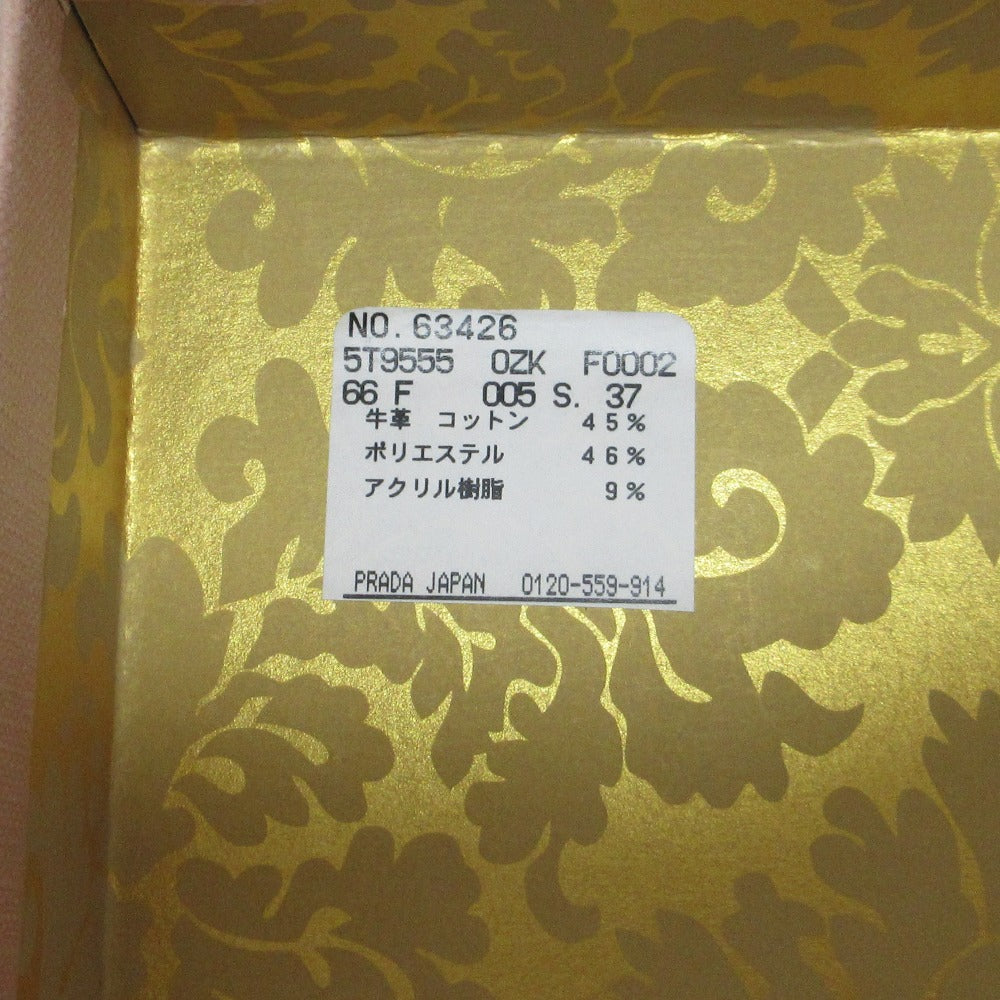 NO. 63426
5T9555 0ZK F0002
66 F 005 S. 37
牛革 コットン 45%
ポリエステル 46%
アクリル樹脂 9%
PRADA JAPAN 0120-559-914